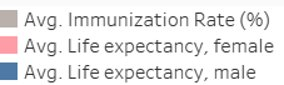 Avg. Immunization Rate (%)
Avg. Life expectancy, female
Avg. Life expectancy, male